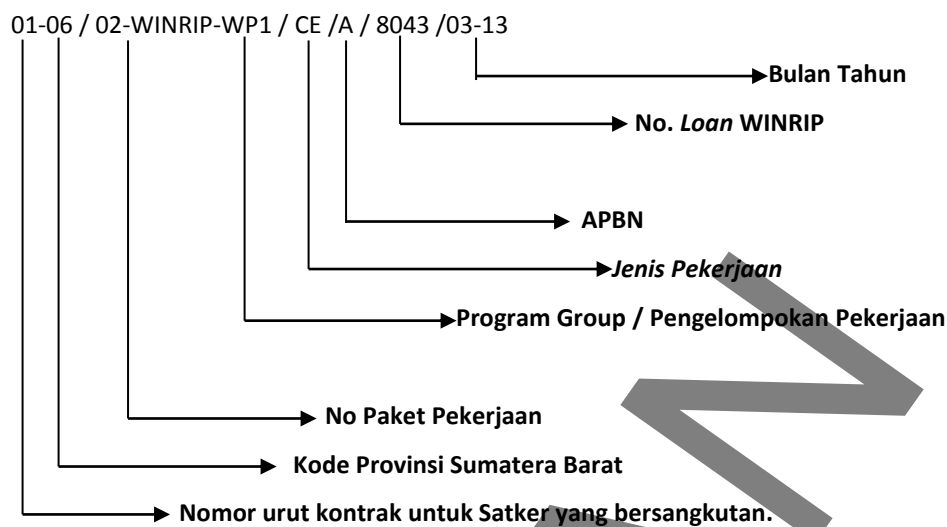 01-06 / 02-WINRIP-WP1 / CE /A / 8043 /03-13
Bulan Tahun
No. Loan WINRIP
APBN
Jenis Pekerjaan
Program Group / Pengelompokan Pekerjaan
No Paket Pekerjaan
Kode Provinsi Sumatera Barat
Nomor urut kontrak untuk Satker yang bersangkutan.